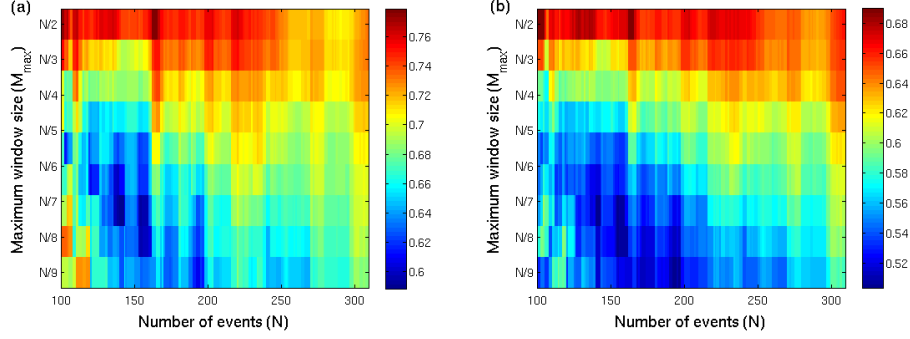 (a)
Maximum window size (M_max)
N/2
N/3
N/4
N/5
N/6
N/7
N/8
N/9
100 150 200 250 300
Number of events (N)
0.76
0.74
0.72
0.7
0.68
0.66
0.64
0.62
0.6
(b)
Maximum window size (M_max)
N/2
N/3
N/4
N/5
N/6
N/7
N/8
N/9
100 150 200 250 300
Number of events (N)
0.68
0.66
0.64
0.62
0.6
0.58
0.56
0.54
0.52